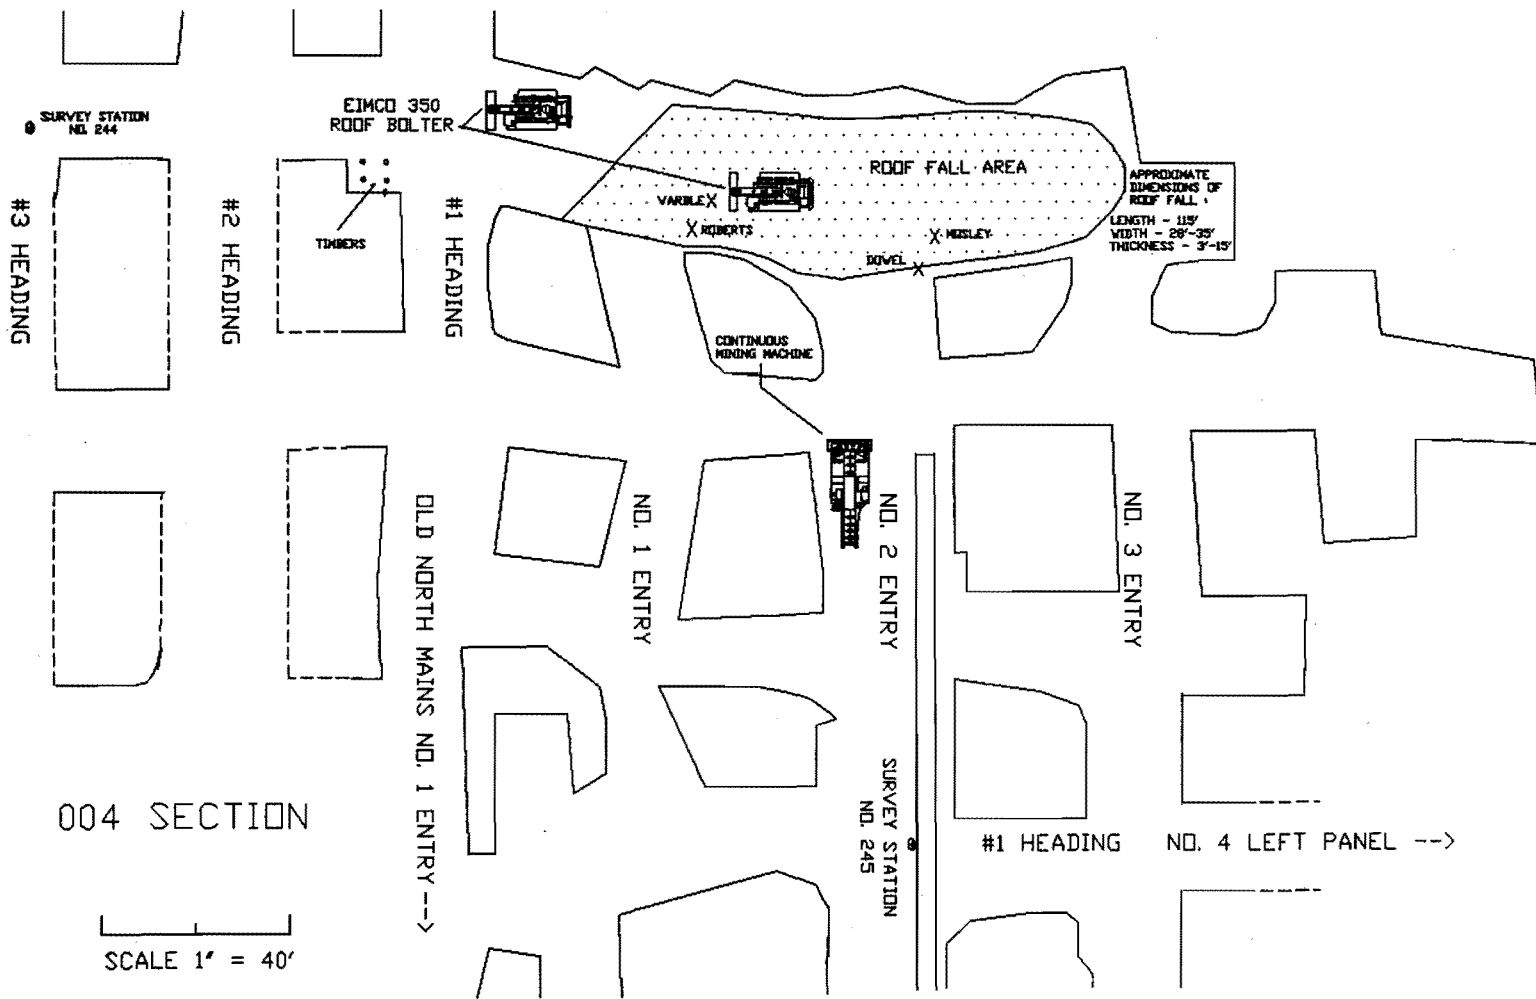 SURVEY STATION
NO. 244
EIMCO 350
ROOF BOLTER
ROOF FALL AREA
VARBLE X
X ROBERTS
X MOSLEY
DOWEL X
APPROXIMATE
DIMENSIONS OF
ROOF FALL :
LENGTH - 115'
WIDTH - 28'-35'
THICKNESS - 3'-15'
#3 HEADING
#2 HEADING
TIMBERS
#1 HEADING
CONTINUOUS
MINING MACHINE
OLD NORTH MAINS NO. 1 ENTRY-->
NO. 1 ENTRY
NO. 2 ENTRY
NO. 3 ENTRY
SURVEY STATION
NO. 245
004 SECTION
#1 HEADING NO. 4 LEFT PANEL -->
SCALE 1" = 40'